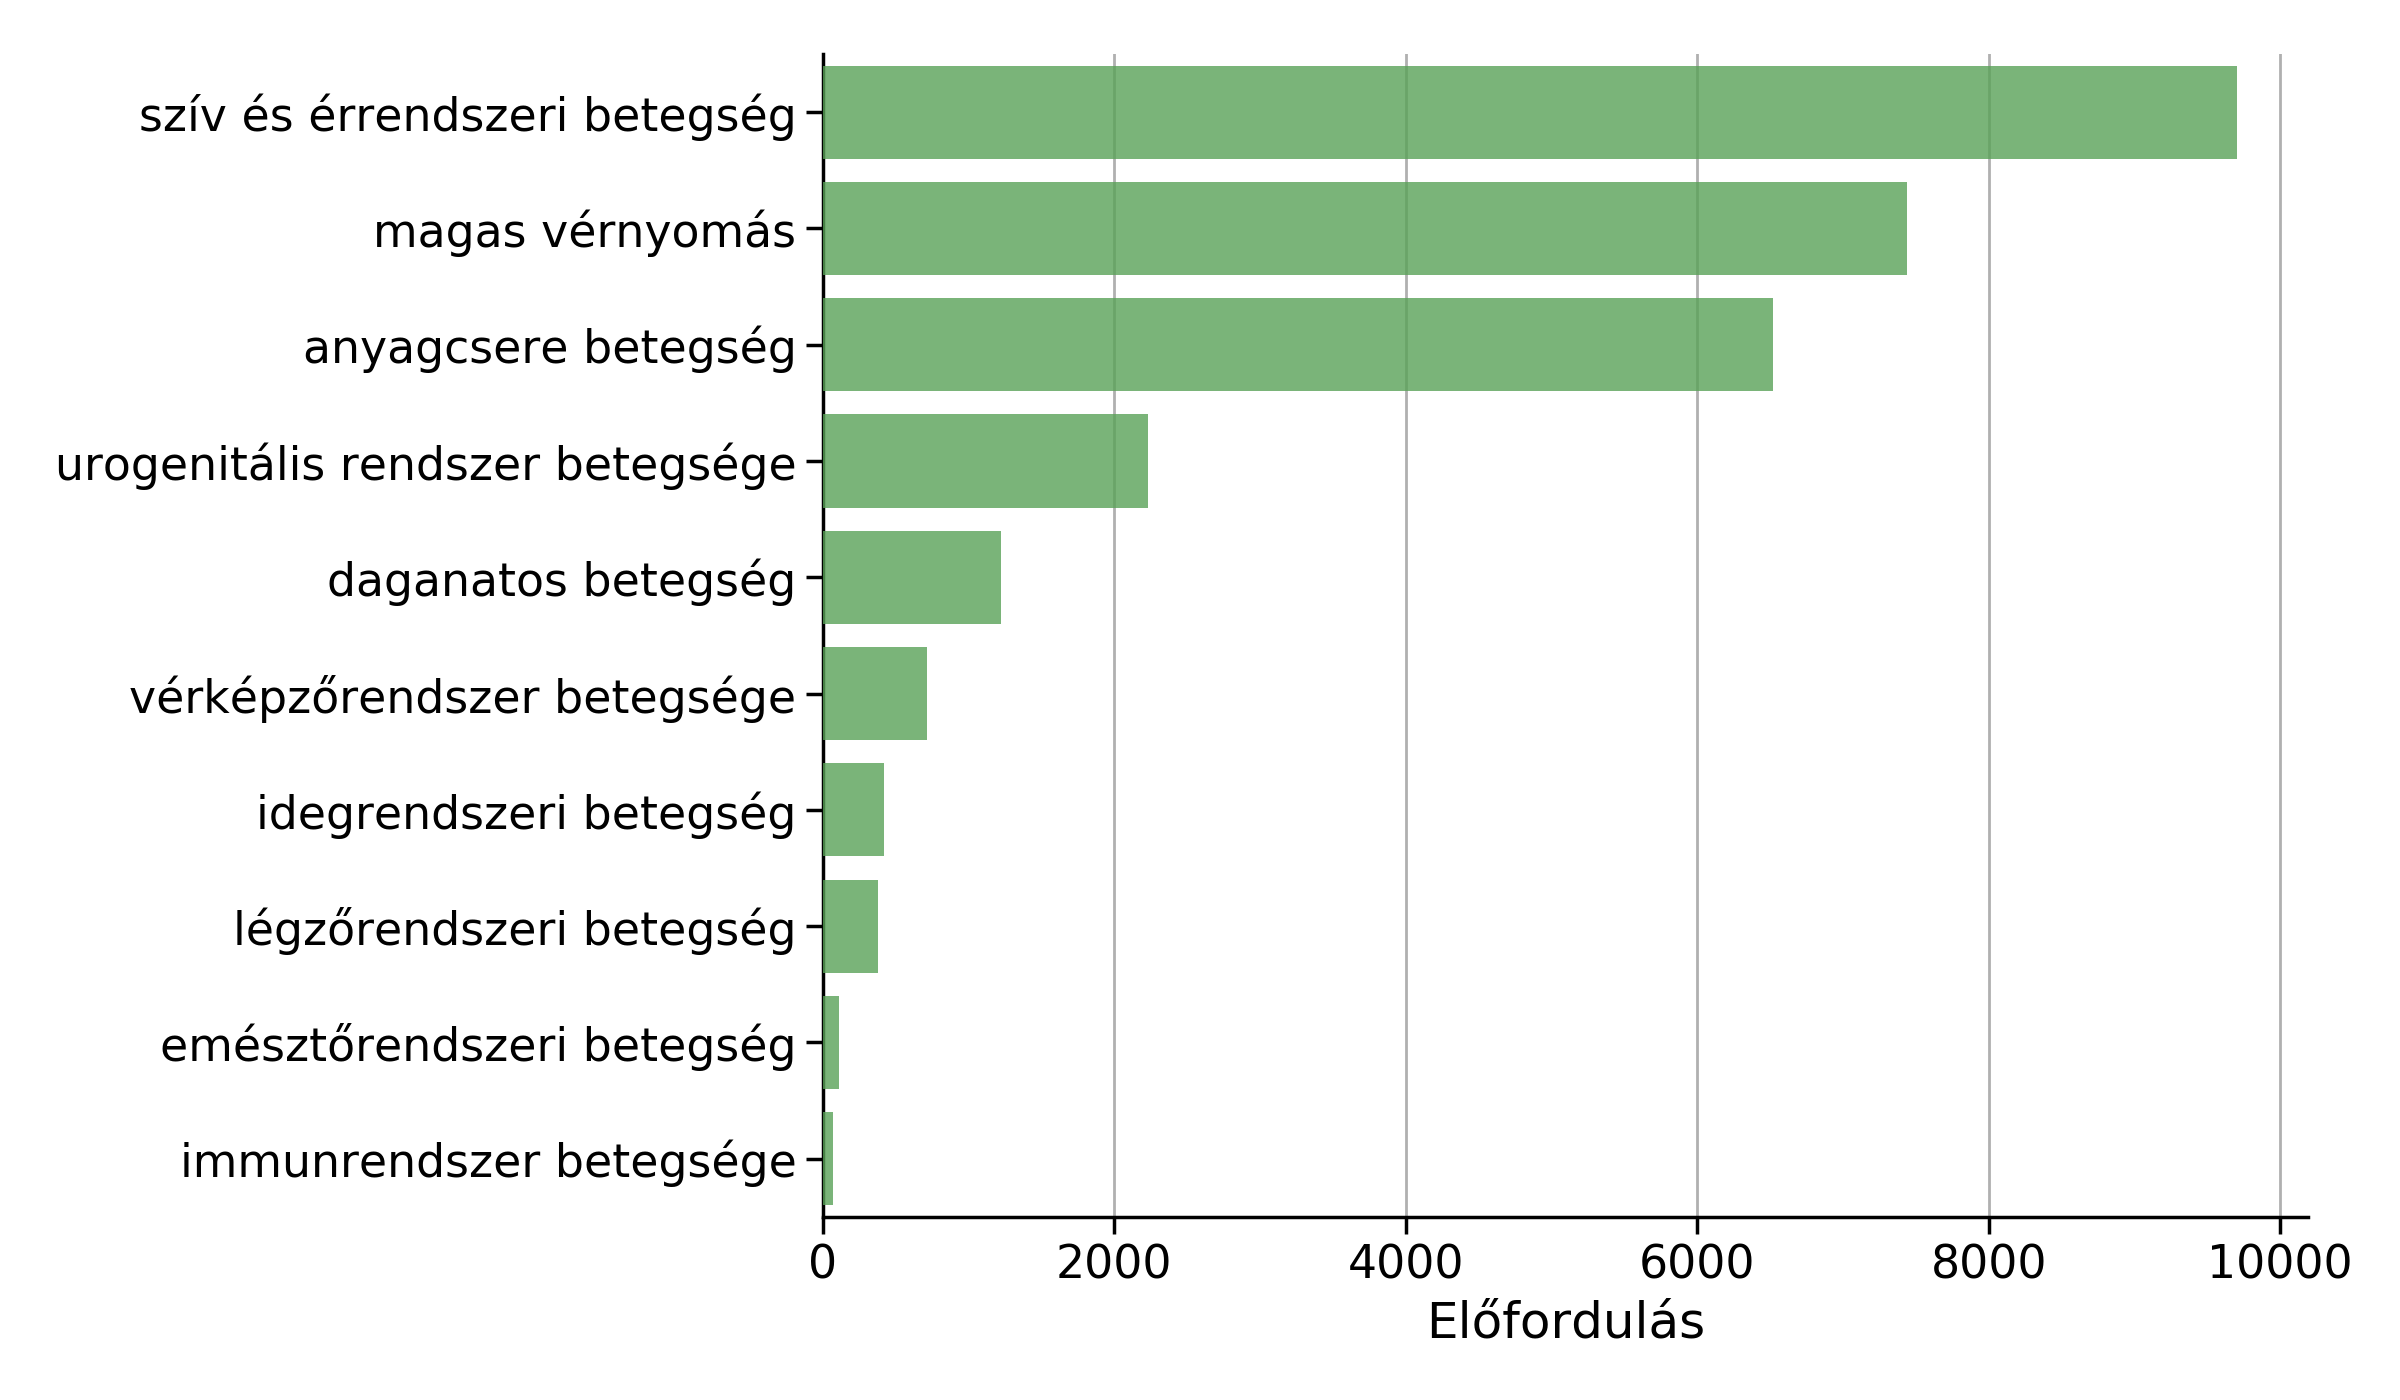 szív és érrendszeri betegség
magas vérnyomás
anyagcsere betegség
urogenitális rendszer betegsége
daganatos betegség
vérképzőrendszer betegsége
idegrendszeri betegség
légzőrendszeri betegség
emésztőrendszeri betegség
immunrendszer betegsége
0 2000 4000 6000 8000 10000
Előfordulás